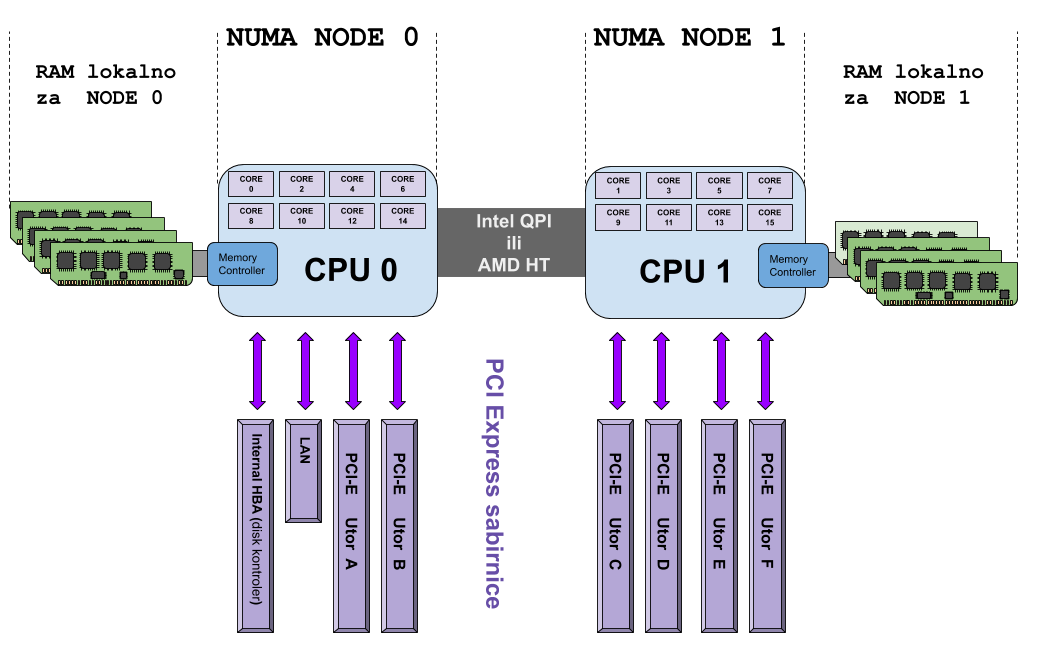 NUMA NODE 0
NUMA NODE 1
RAM lokalno
za NODE 0
RAM lokalno
za NODE 1
CORE
0
CORE
2
CORE
4
CORE
6
CORE
8
CORE
10
CORE
12
CORE
14
Memory
Controller
CPU 0
Intel QPI
ili
AMD HT
CORE
1
CORE
3
CORE
5
CORE
7
CORE
9
CORE
11
CORE
13
CORE
15
CPU 1
Memory
Controller
Internal HBA (disk kontroler)
LAN
PCI-E Utor A
PCI-E Utor B
PCI Express sabirnice
PCI-E Utor C
PCI-E Utor D
PCI-E Utor E
PCI-E Utor F